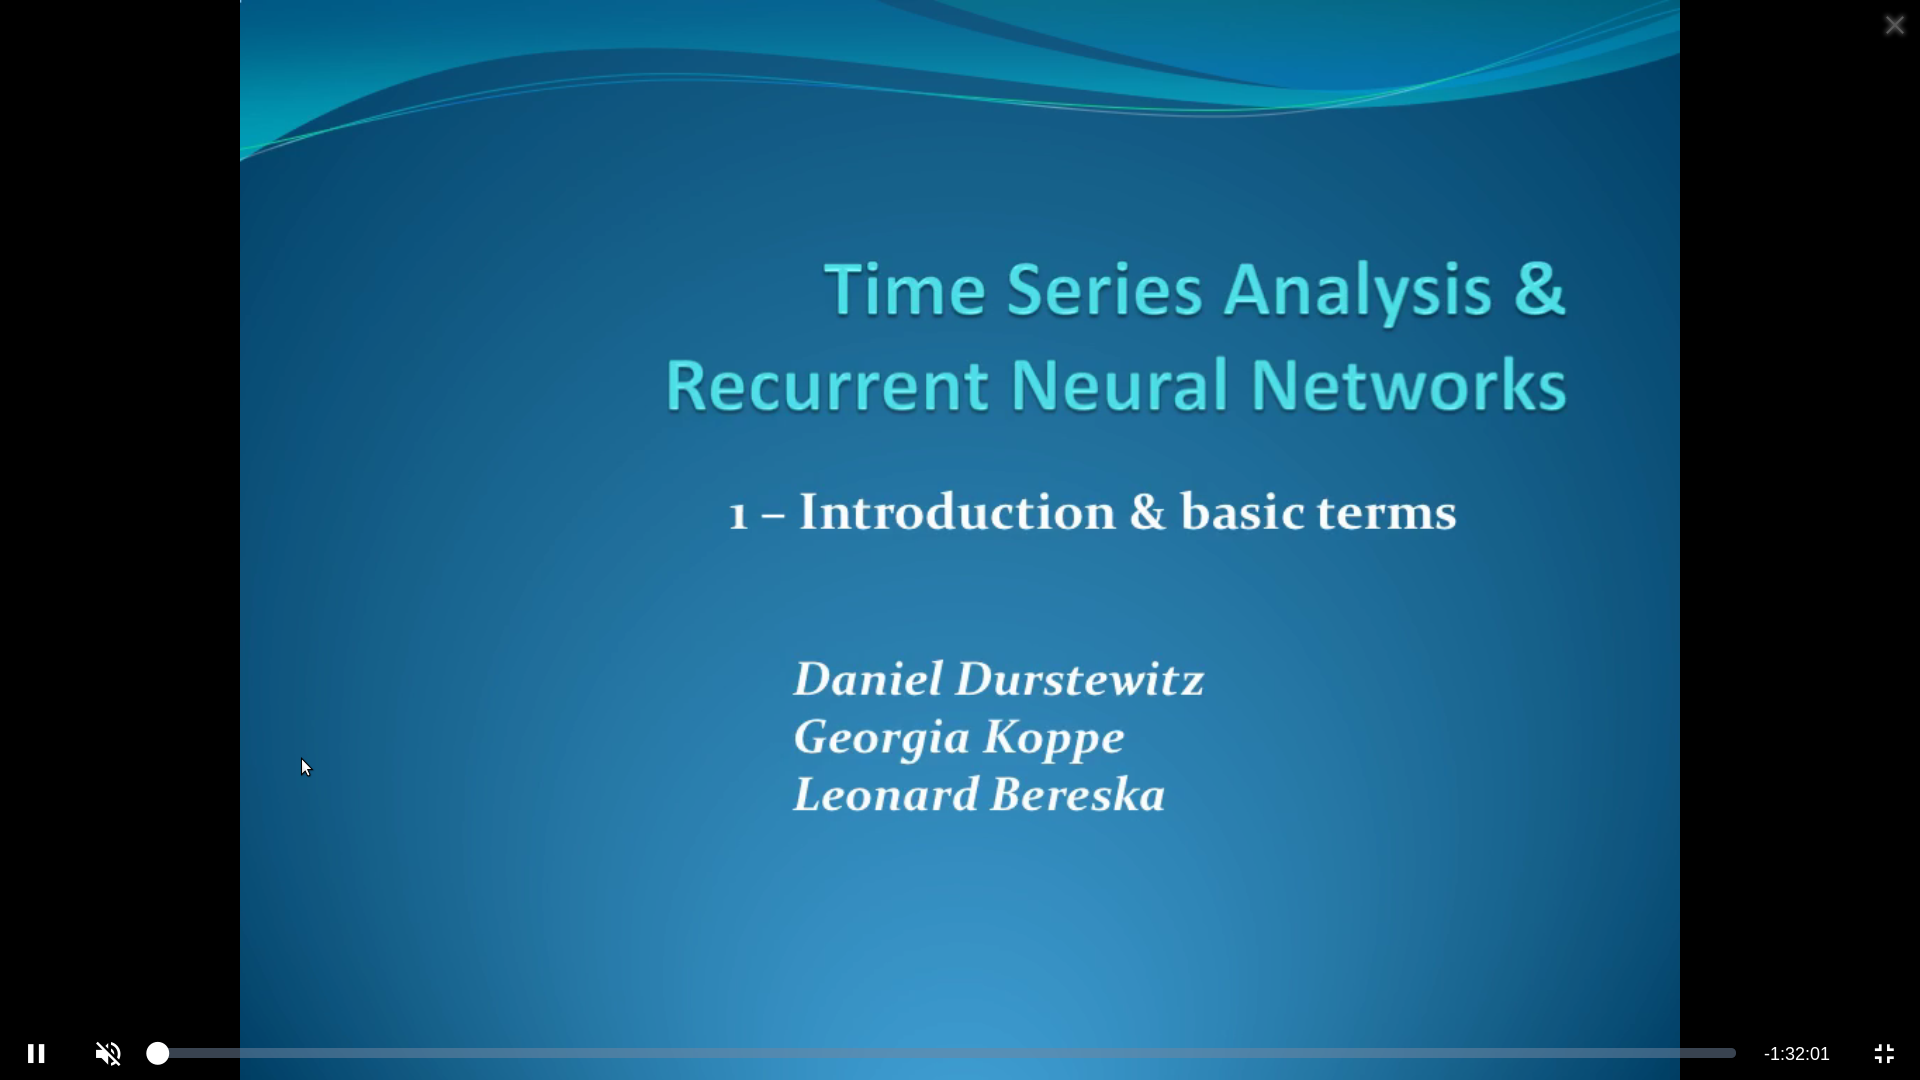 Time Series Analysis &
Recurrent Neural Networks
1 – Introduction & basic terms
Daniel Durstewitz
Georgia Koppe
Leonard Bereska
-1:32:01